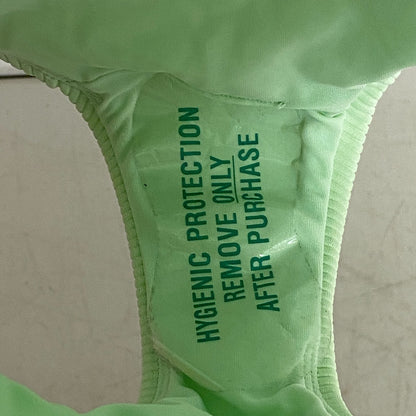 HYGIENIC PROTECTION
REMOVE ONLY
AFTER PURCHASE